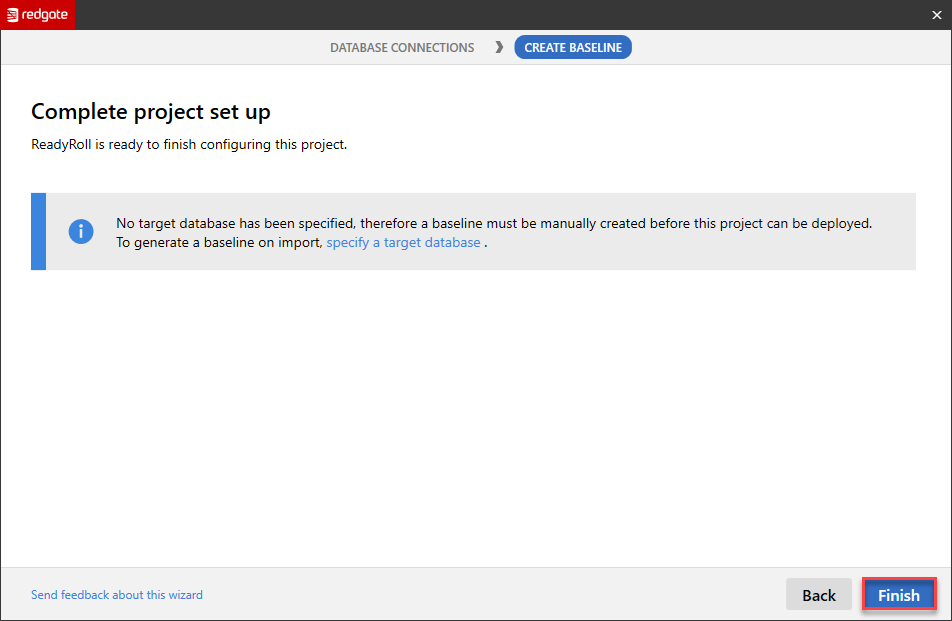 redgate
DATABASE CONNECTIONS
CREATE BASELINE
Complete project set up
ReadyRoll is ready to finish configuring this project.
No target database has been specified, therefore a baseline must be manually created before this project can be deployed.
To generate a baseline on import, specify a target database .
Send feedback about this wizard
Back
Finish